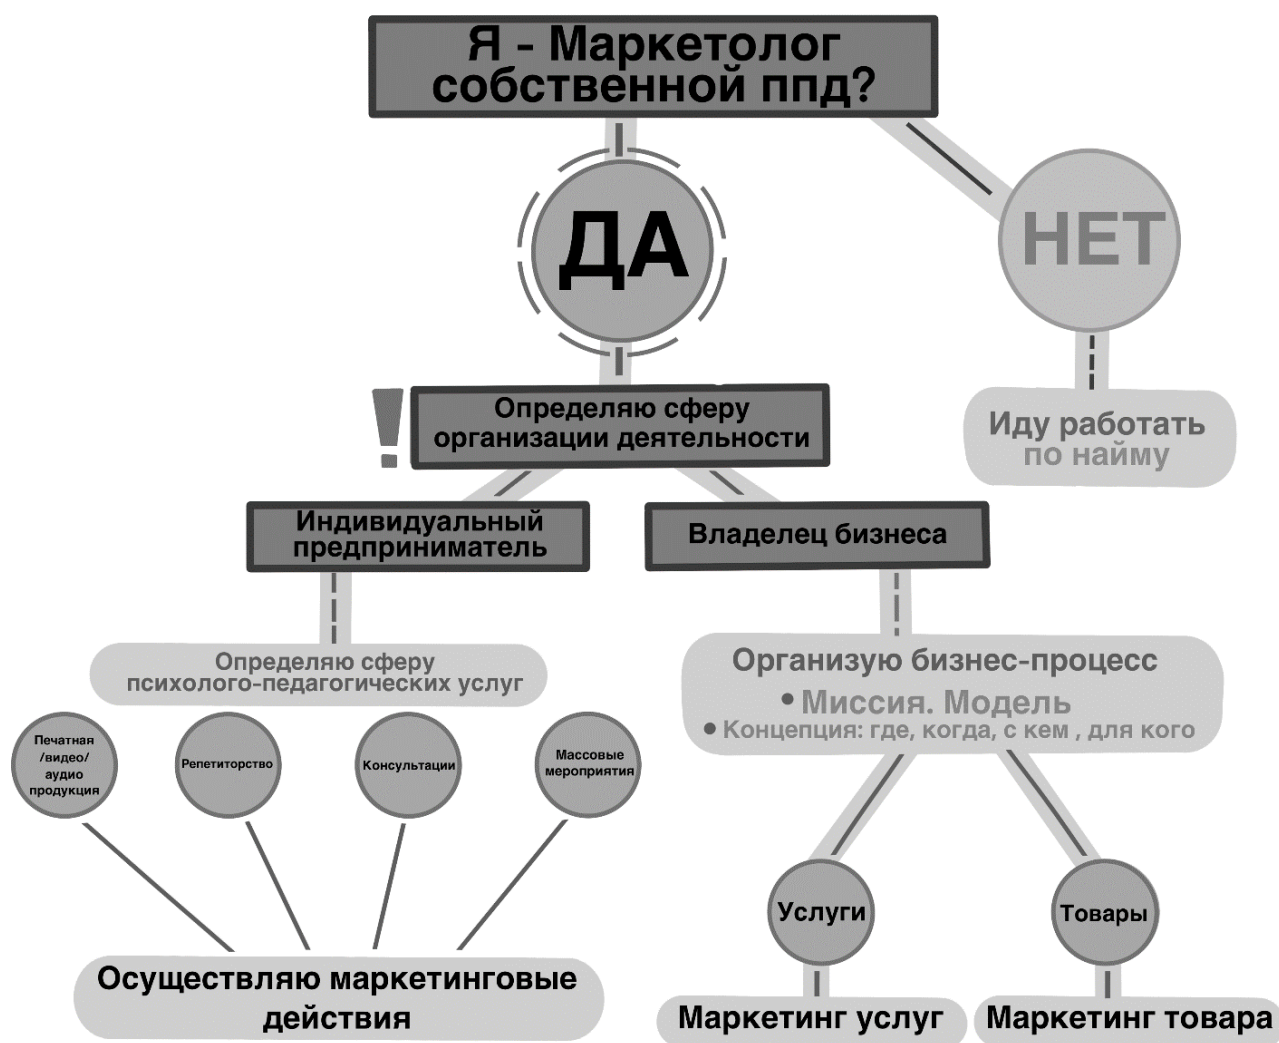 Я - Маркетолог
собственной ппд?
ДА
НЕТ
!
Определяю сферу
организации деятельности
Иду работать
по найму
Индивидуальный
предприниматель
Владелец бизнеса
Определяю сферу
психолого-педагогических услуг
Организую бизнес-процесс
• Миссия. Модель
• Концепция: где, когда, с кем , для кого
Печатная
/видео/
аудио
продукция
Репетиторство
Консультации
Массовые
мероприятия
Услуги
Товары
Осуществляю маркетинговые
действия
Маркетинг услуг
Маркетинг товара